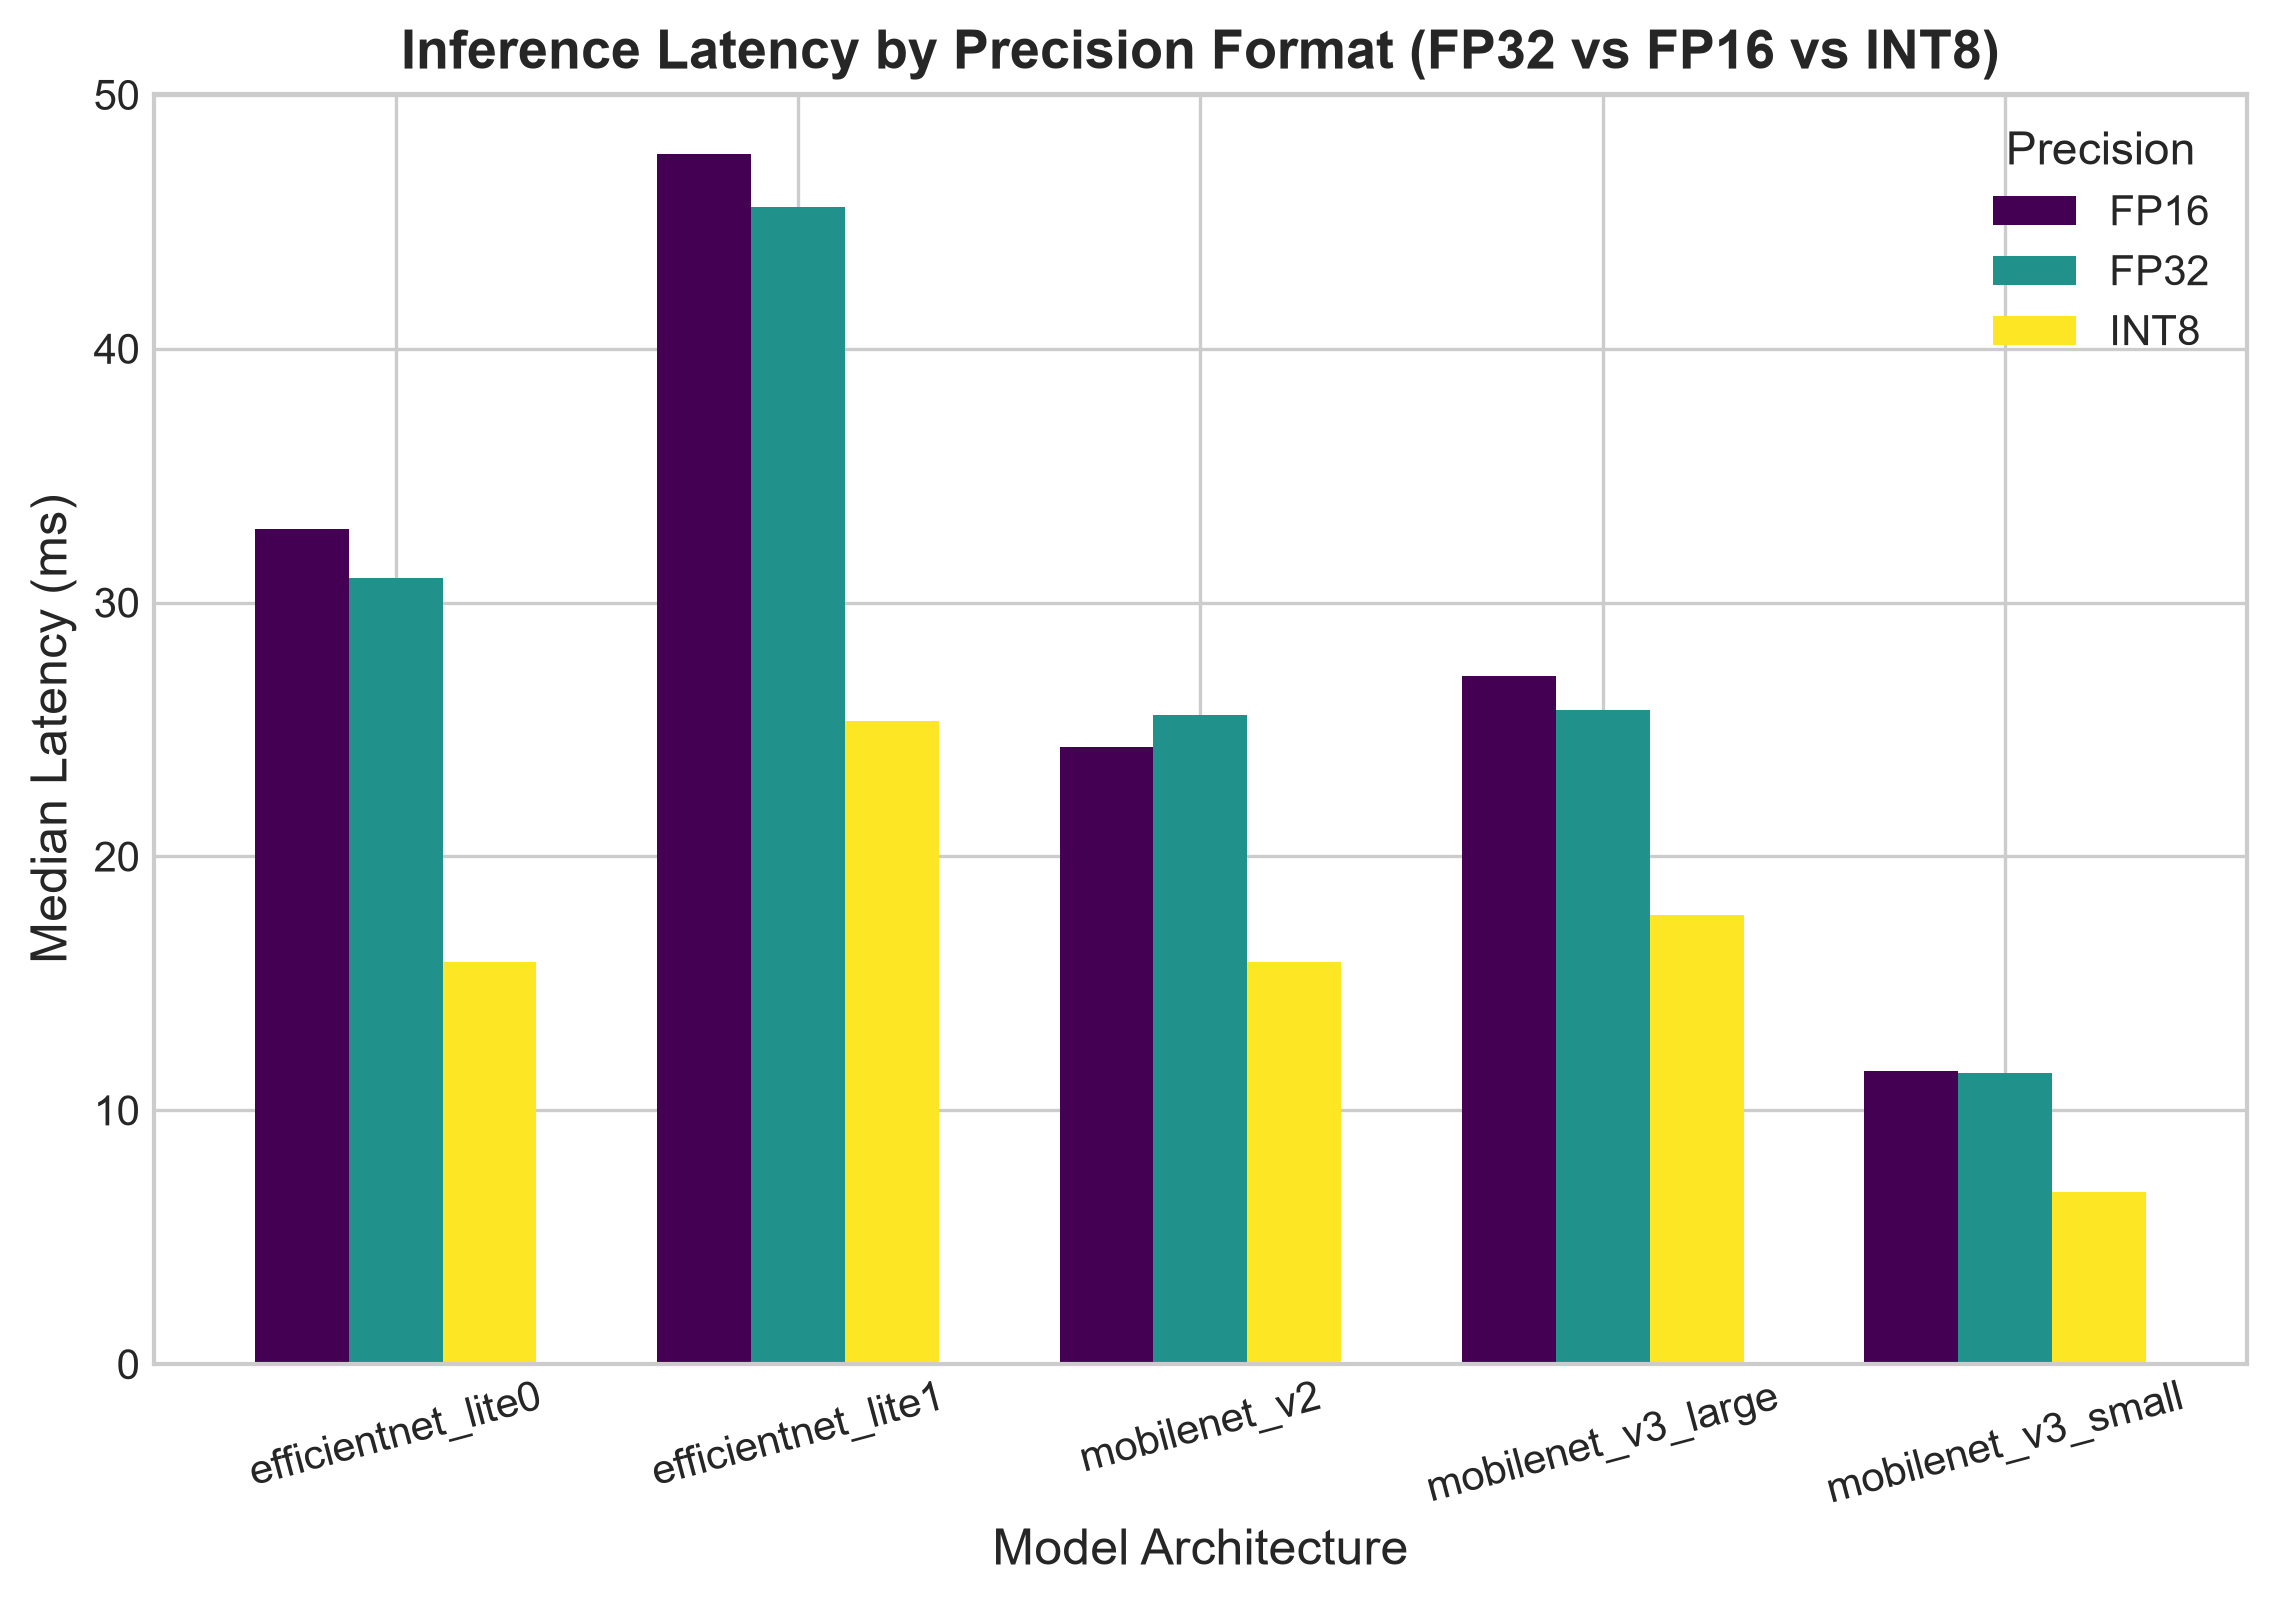 Inference Latency by Precision Format (FP32 vs FP16 vs INT8)
Precision
FP16
FP32
INT8
Median Latency (ms)
50
40
30
20
10
0
efficientnet_lite0
efficientnet_lite1
mobilenet_v2
mobilenet_v3_large
mobilenet_v3_small
Model Architecture